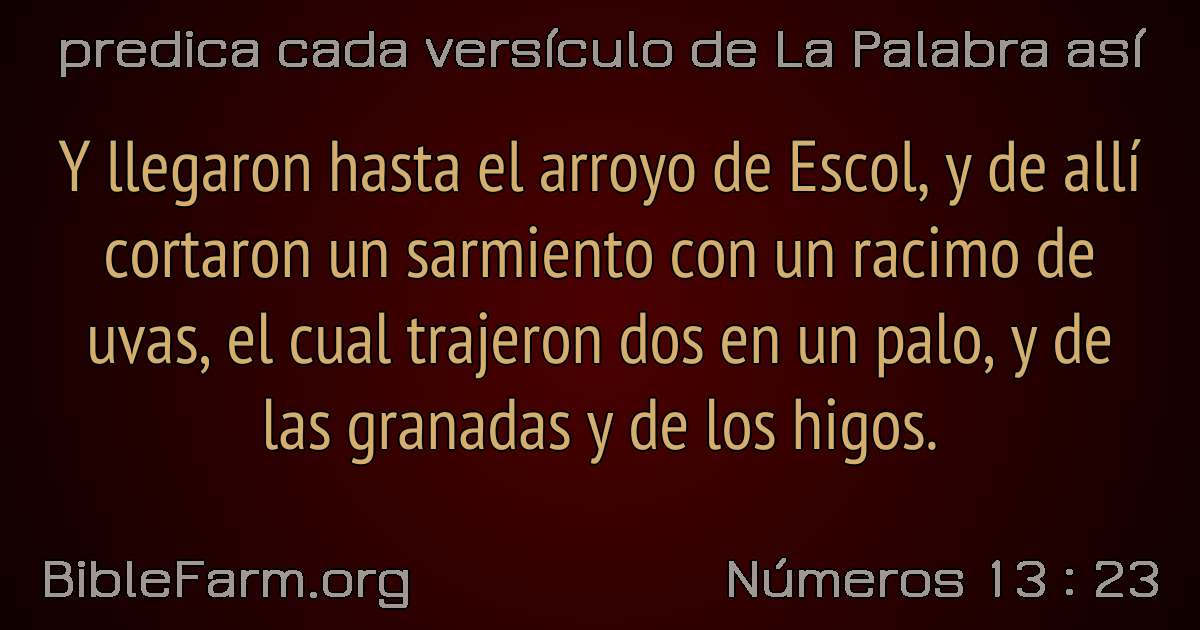 predica cada versículo de La Palabra así
Y llegaron hasta el arroyo de Escol, y de allí
cortaron un sarmiento con un racimo de
uvas, el cual trajeron dos en un palo, y de
las granadas y de los higos.
BibleFarm.org
Números 13 : 23